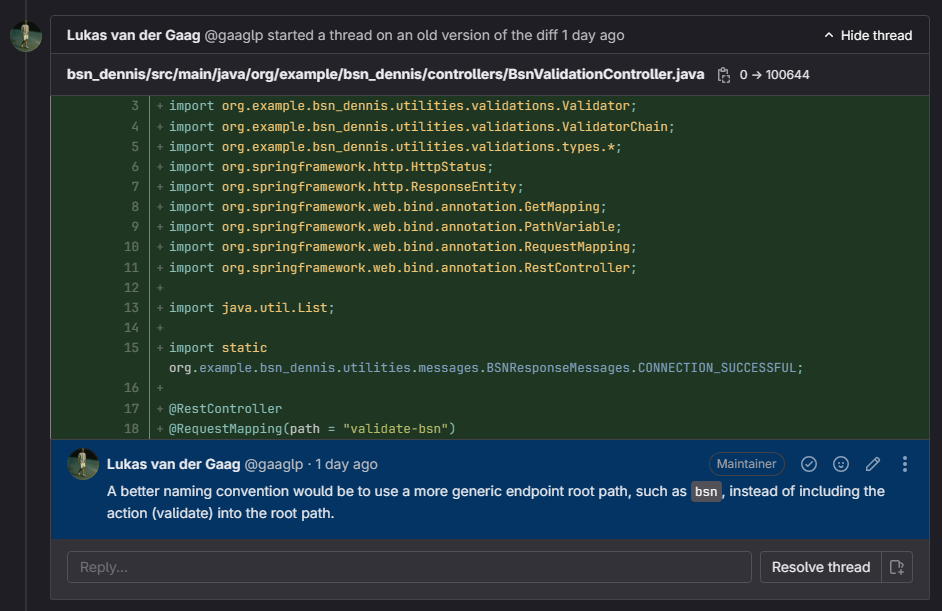 Lukas van der Gaag @gaaglp started a thread on an old version of the diff 1 day ago
Hide thread
bsn_dennis/src/main/java/org/example/bsn_dennis/controllers/BsnValidationController.java 0 → 100644
3 + import org.example.bsn_dennis.utilities.validations.Validator;
4 + import org.example.bsn_dennis.utilities.validations.ValidatorChain;
5 + import org.example.bsn_dennis.utilities.validations.types.*;
6 + import org.springframework.http.HttpStatus;
7 + import org.springframework.http.ResponseEntity;
8 + import org.springframework.web.bind.annotation.GetMapping;
9 + import org.springframework.web.bind.annotation.PathVariable;
10 + import org.springframework.web.bind.annotation.RequestMapping;
11 + import org.springframework.web.bind.annotation.RestController;
12 +
13 + import java.util.List;
14 +
15 + import static
org.example.bsn_dennis.utilities.messages.BSNResponseMessages.CONNECTION_SUCCESSFUL;
16 +
17 + @RestController
18 + @RequestMapping(path = "validate-bsn")
Lukas van der Gaag @gaaglp · 1 day ago
Maintainer
A better naming convention would be to use a more generic endpoint root path, such as bsn, instead of including the
action (validate) into the root path.
Reply...
Resolve thread